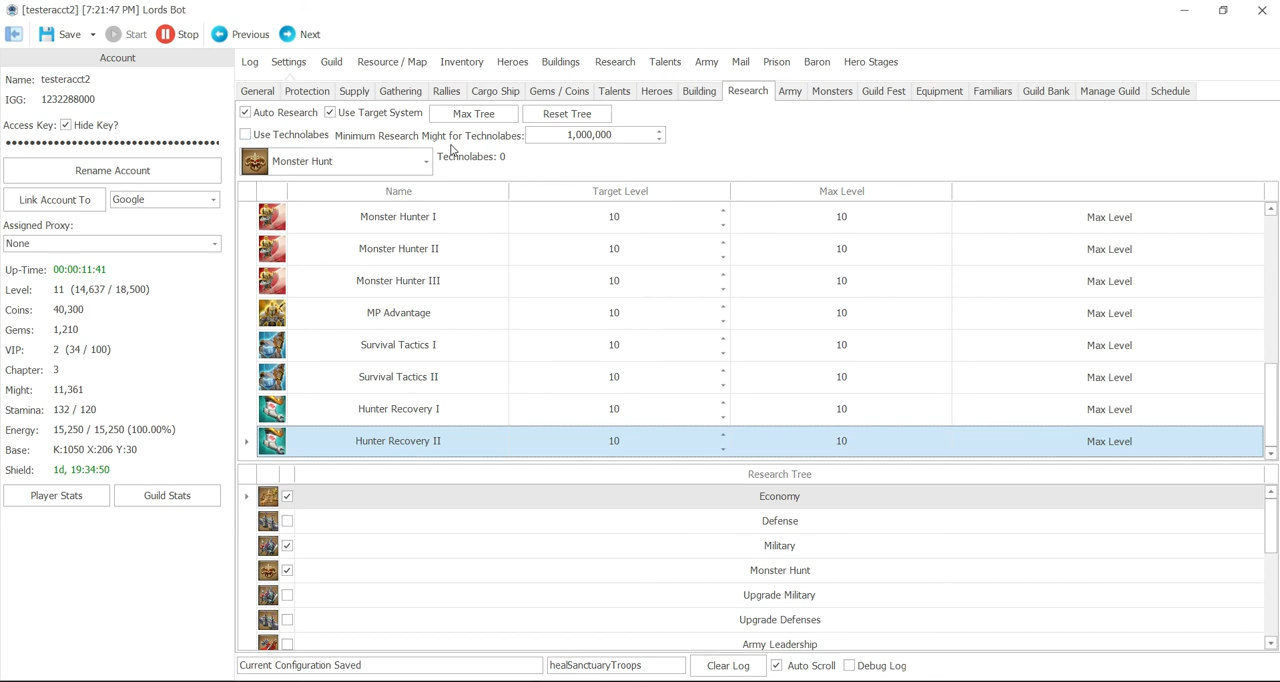 [testeracct2] [7:21:47 PM] Lords Bot
Save Start Stop Previous Next
Account
Name: testeracct2
IGG: 1232288000
Access Key: Hide Key?
Rename Account
Link Account To Google
Assigned Proxy:
None
Up-Time: 00:00:11:41
Level: 11 (14,637 / 18,500)
Coins: 40,300
Gems: 1,210
VIP: 2 (34 / 100)
Chapter: 3
Might: 11,361
Stamina: 132 / 120
Energy: 15,250 / 15,250 (100.00%)
Base: K:1050 X:206 Y:30
Shield: 1d, 19:34:50
Player Stats Guild Stats
Log Settings Guild Resource / Map Inventory Heroes Buildings Research Talents Army Mail Prison Baron Hero Stages
General Protection Supply Gathering Rallies Cargo Ship Gems / Coins Talents Heroes Building Research Army Monsters Guild Fest Equipment Familiars Guild Bank Manage Guild Schedule
Auto Research Use Target System Max Tree Reset Tree
Use Technolabes Minimum Research Might for Technolabes: 1,000,000
Monster Hunt Technolabes: 0
Name Target Level Max Level
Monster Hunter I 10 10 Max Level
Monster Hunter II 10 10 Max Level
Monster Hunter III 10 10 Max Level
MP Advantage 10 10 Max Level
Survival Tactics I 10 10 Max Level
Survival Tactics II 10 10 Max Level
Hunter Recovery I 10 10 Max Level
Hunter Recovery II 10 10 Max Level
Research Tree
Economy
Defense
Military
Monster Hunt
Upgrade Military
Upgrade Defenses
Army Leadership
Current Configuration Saved healSanctuaryTroops Clear Log Auto Scroll Debug Log